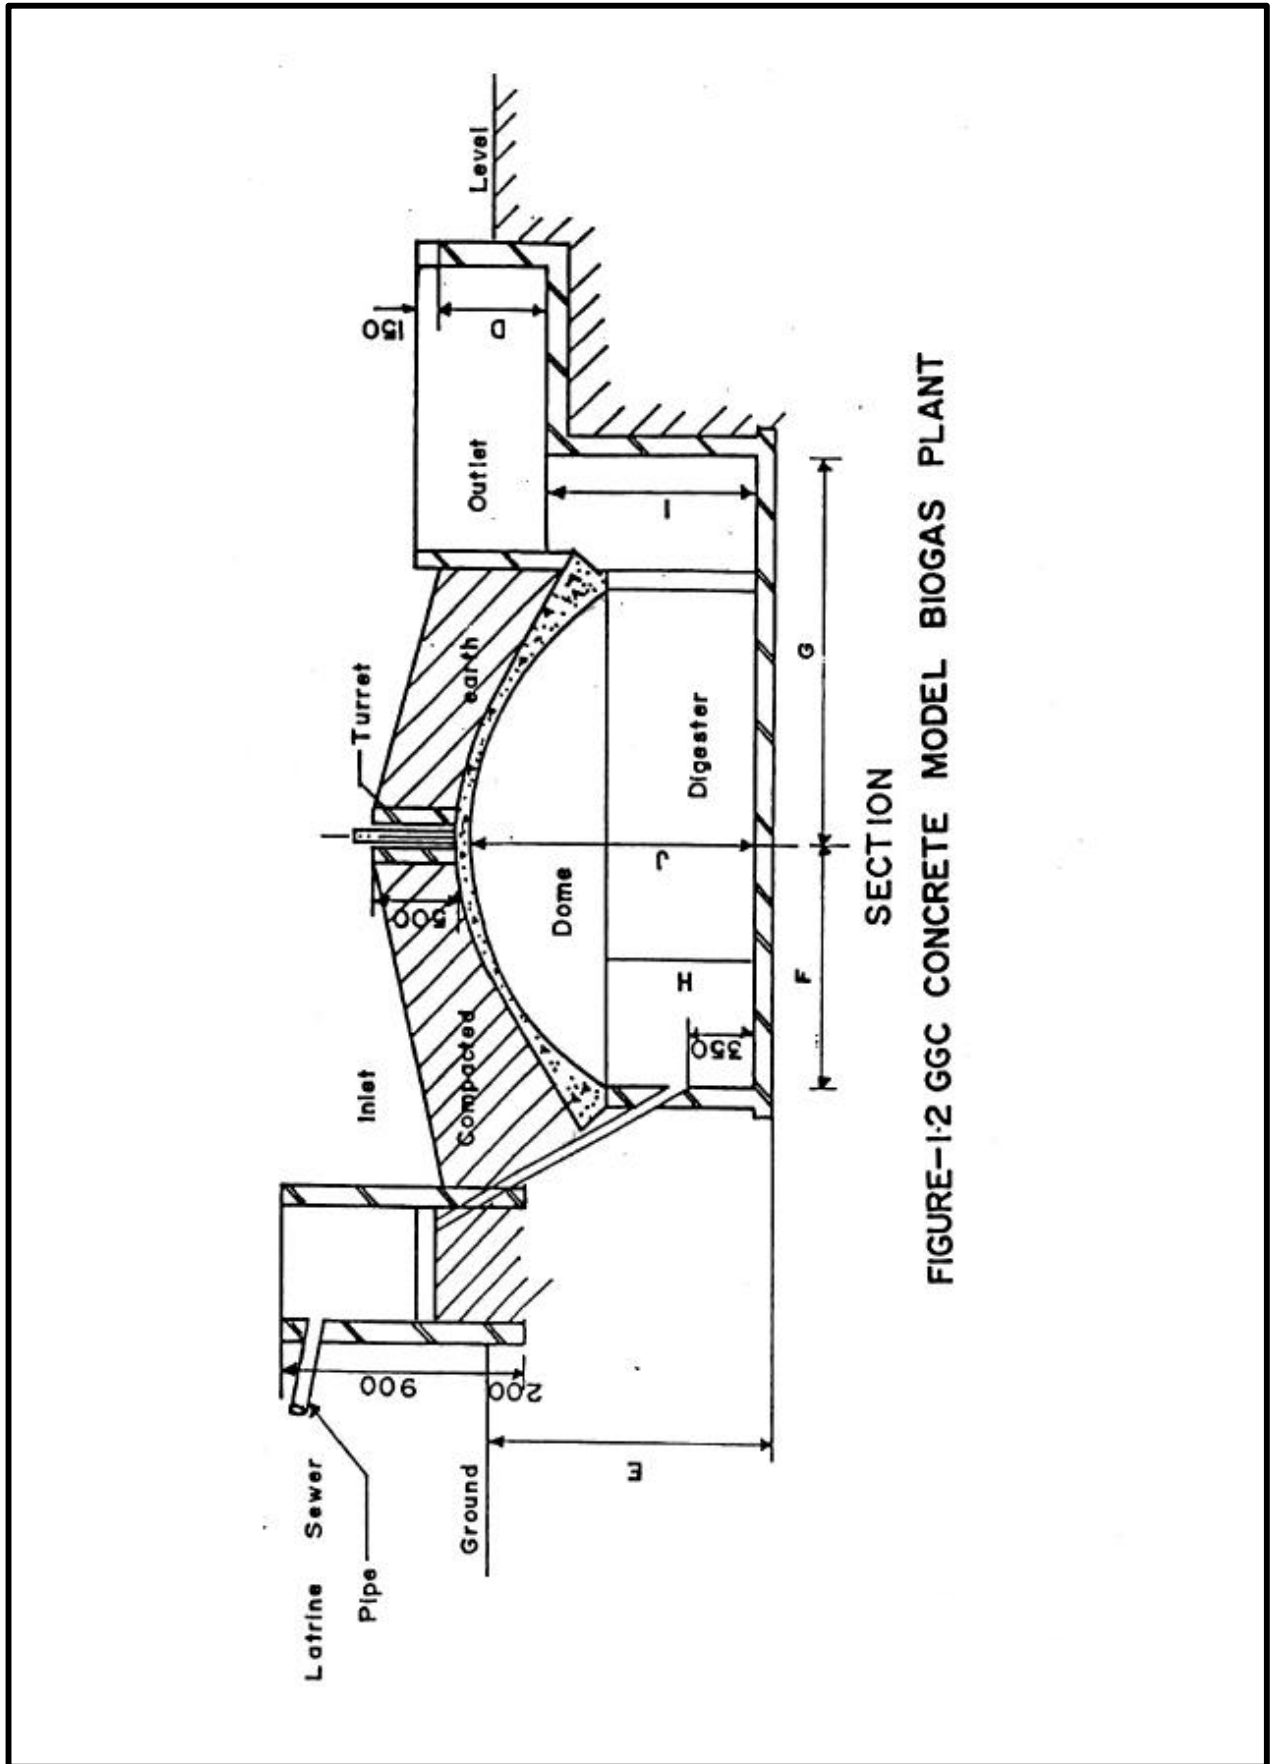 Latrine Sewer
Pipe
Inlet
Turret
150
900
500
Compacted earth
Outlet
Ground
Level
D
200
Dome
E
J
I
H
Digester
350
F
G
SECTION
FIGURE-1·2 GGC CONCRETE MODEL BIOGAS PLANT